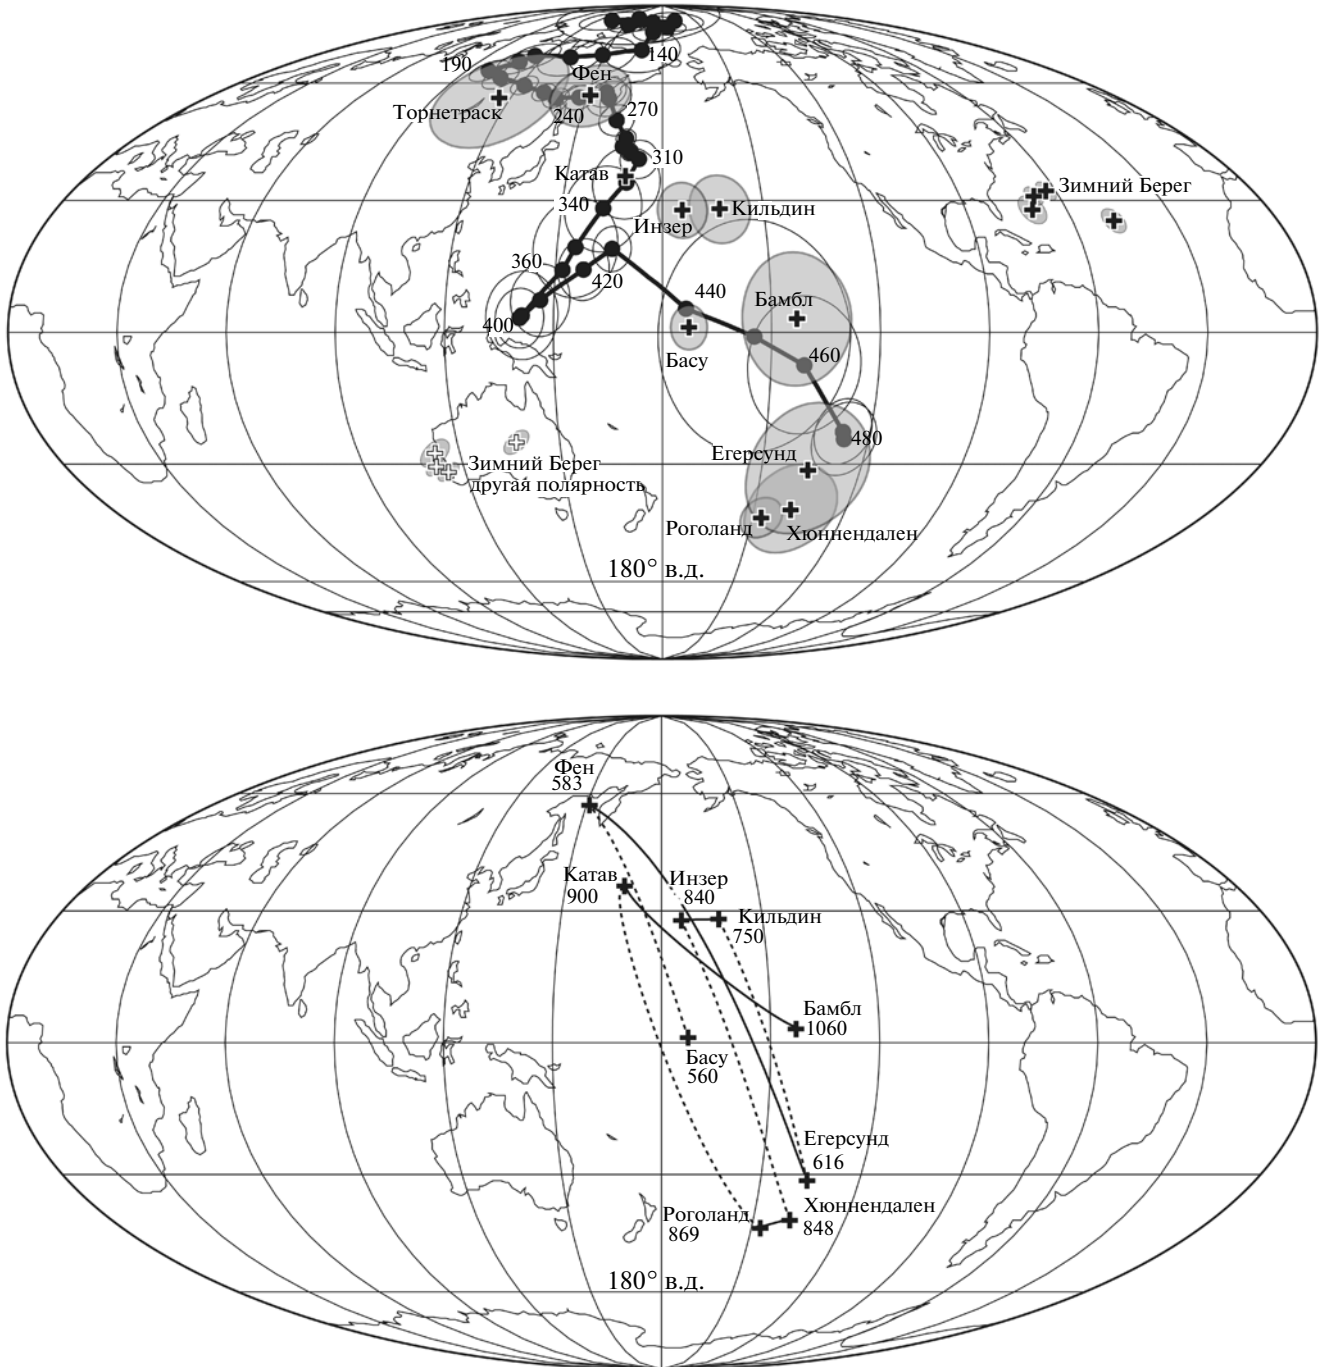 140
190
Фен
Торнетраск
240
270
310
Катав
Зимний Берег
340
Инзер
Кильдин
360
420
440
Бамбл
400
Басу
460
480
Егерсунд
Зимний Берег
другая полярность
Роголанд
Хюннендален
180° в.д.
Фен
583
Катав
900
Инзер
840
Кильдин
750
Бамбл
1060
Басу
560
Егерсунд
616
Роголанд
869
Хюннендален
848
180° в.д.